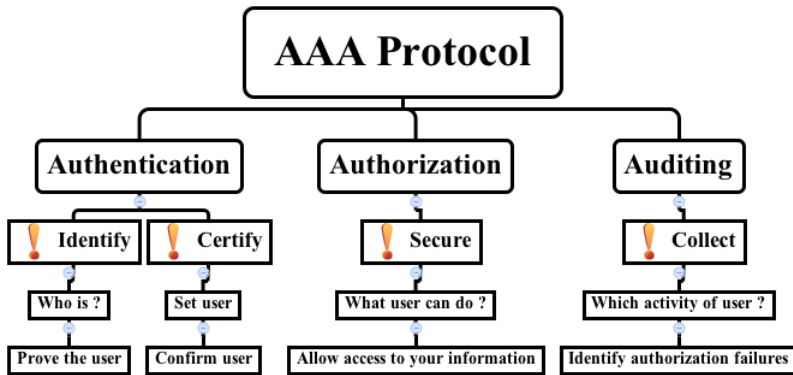 AAA Protocol
Authentication
Authorization
Auditing
Identify
Certify
Secure
Collect
Who is ?
Set user
What user can do ?
Which activity of user ?
Prove the user
Confirm user
Allow access to your information
Identify authorization failures